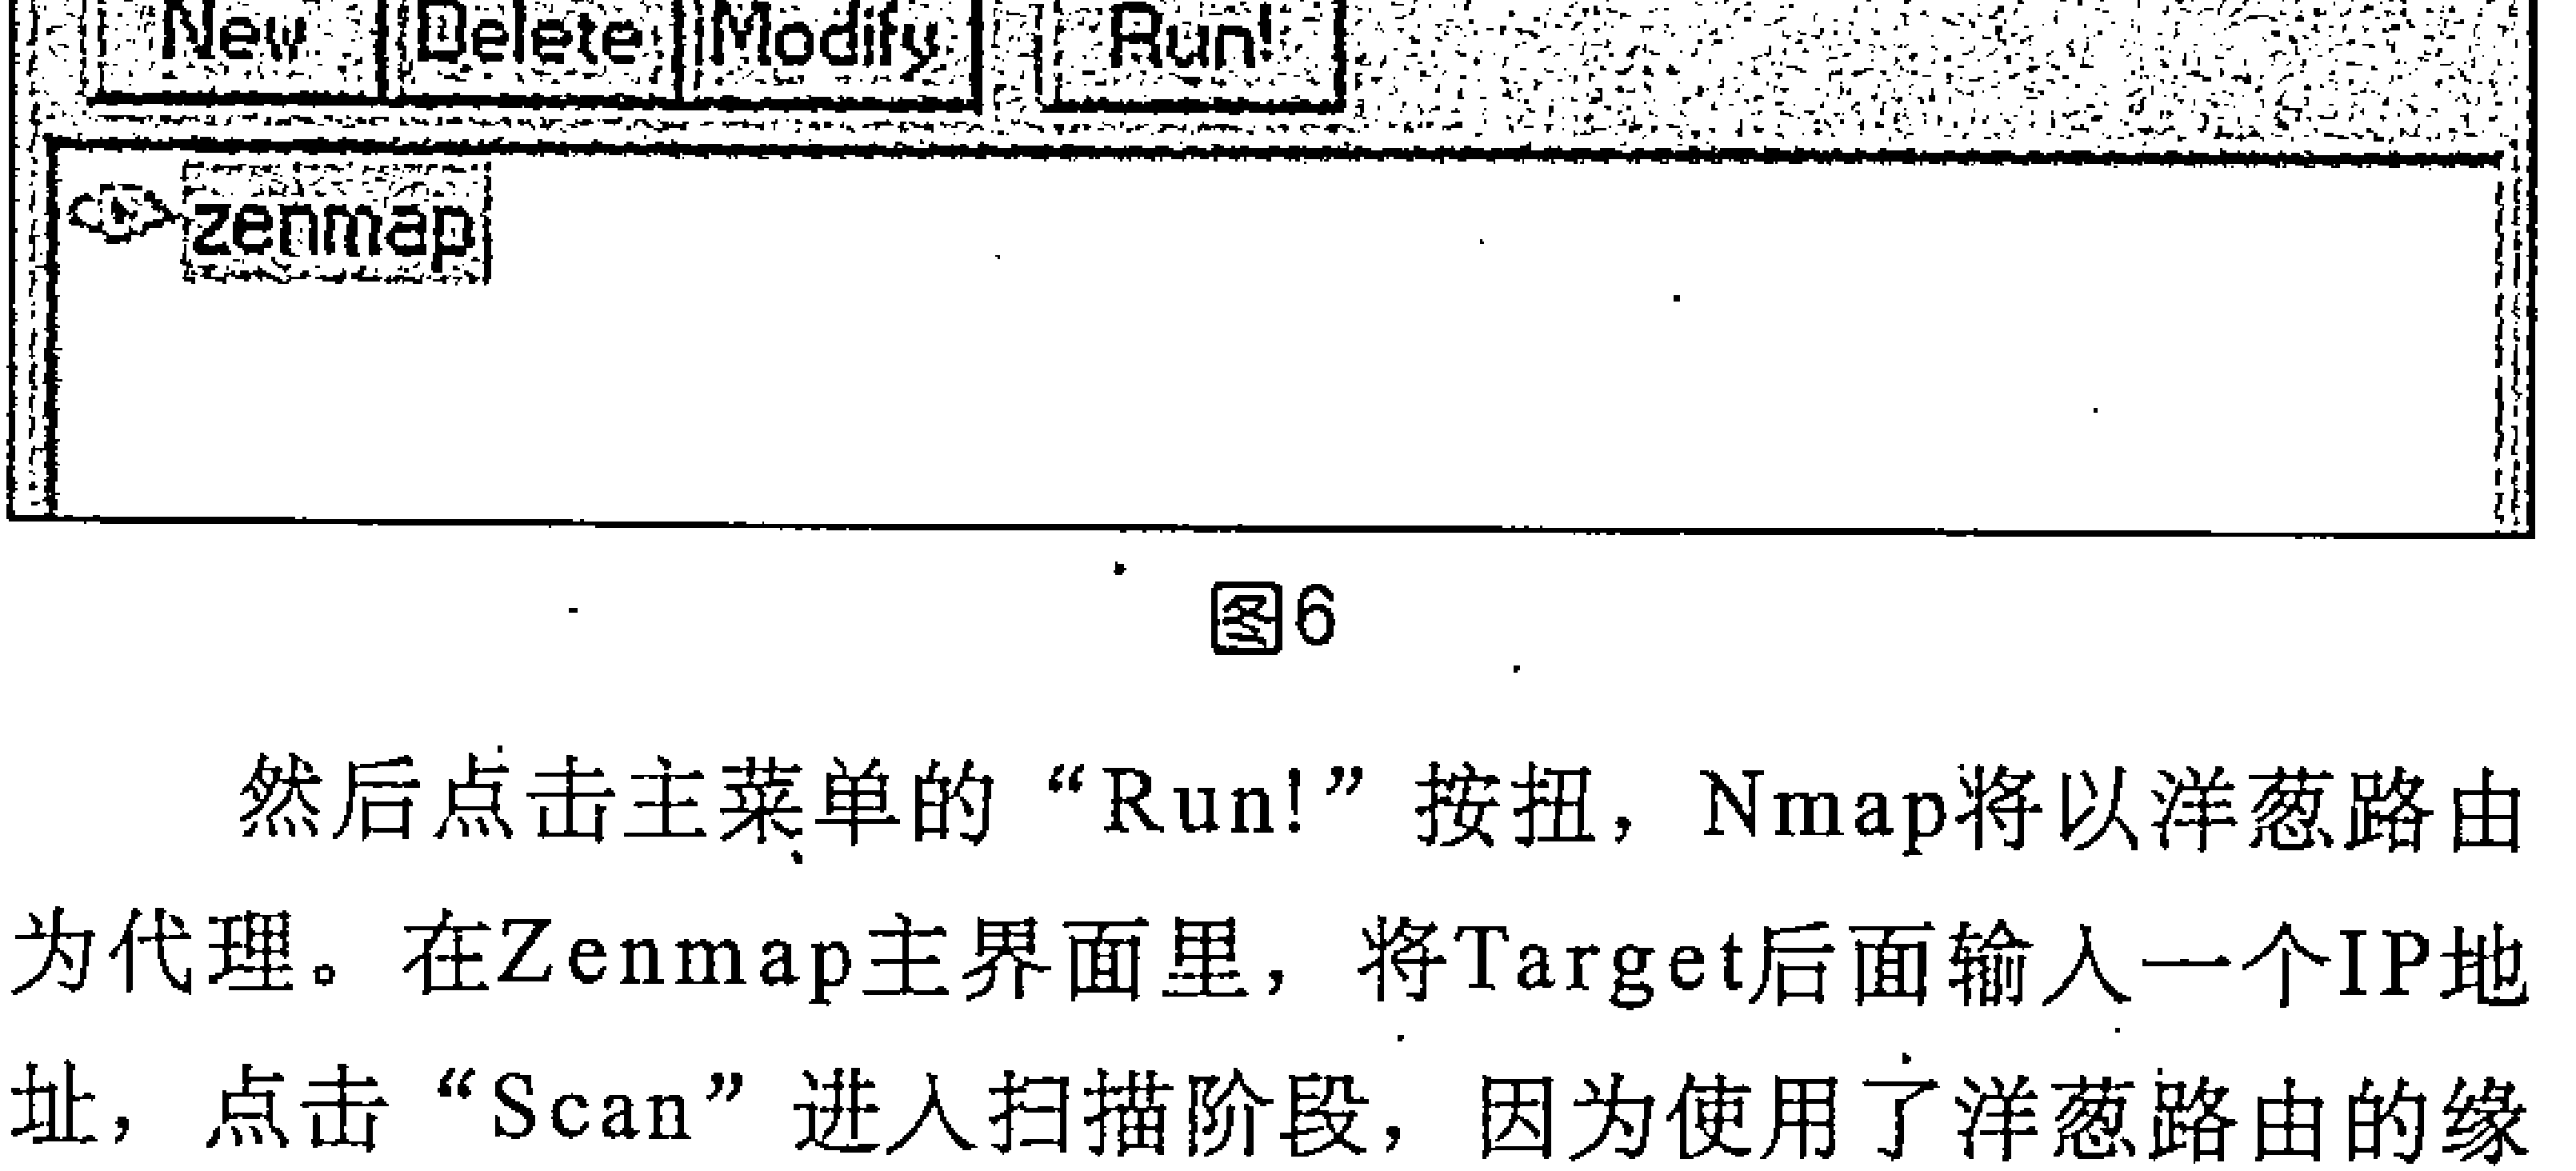 New Delete Modify Run!
zenmap
图6
然后点击主菜单的“Run!”按扭，Nmap将以洋葱路由
为代理。在Zenmap主界面里，将Target后面输入一个IP地
址，点击“Scan”进入扫描阶段，因为使用了洋葱路由的缘